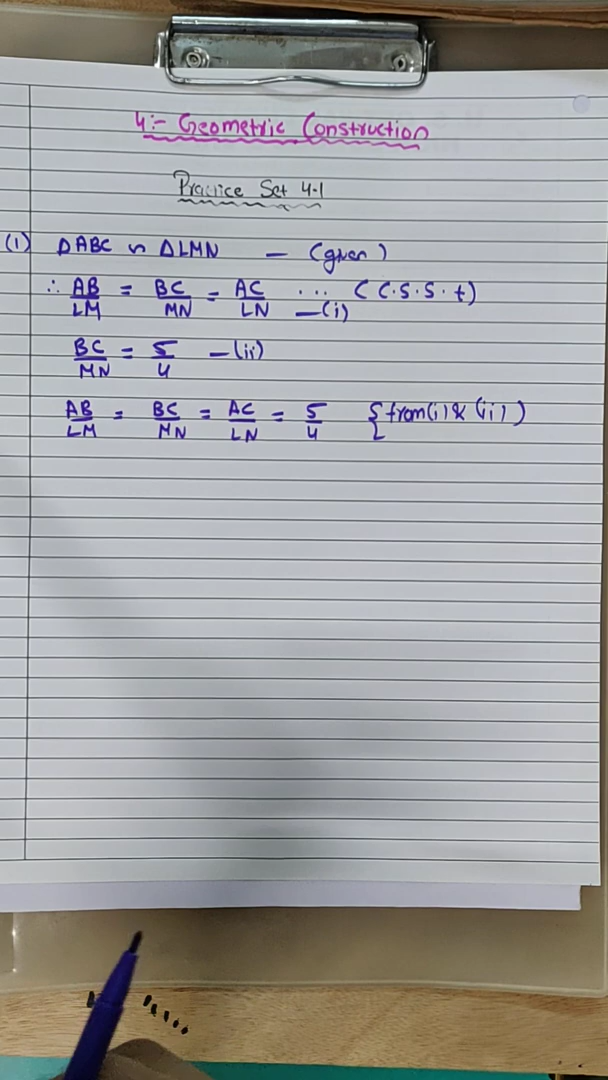 4:- Geometric Construction
Practice Set 4.1
(1) ΔABC ~ ΔLMN — (given)
∴ AB/LM = BC/MN = AC/LN —(i) ... (C.S.S.t)
BC/MN = 5/4 —(ii)
AB/LM = BC/MN = AC/LN = 5/4 {from(i) & (ii))